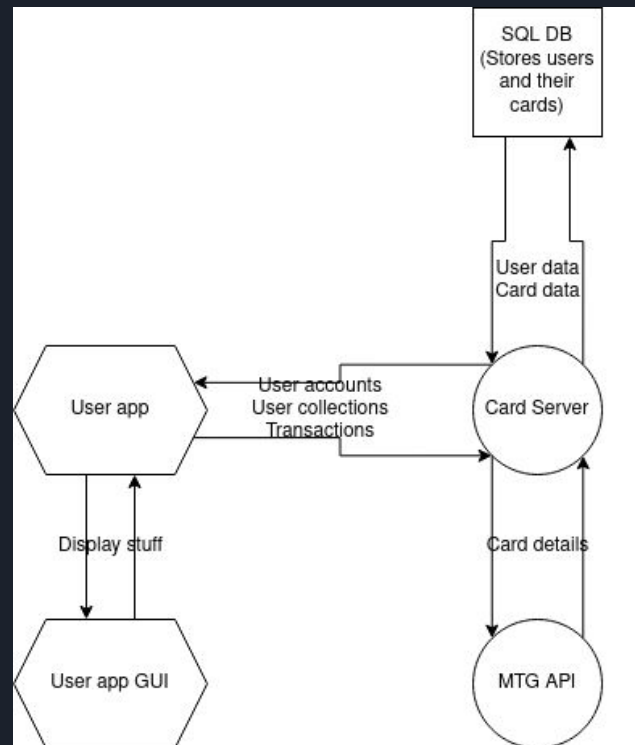 SQL DB
(Stores users
and their
cards)
User data
Card data
User app
User accounts
User collections
Transactions
Card Server
Display stuff
Card details
User app GUI
MTG API